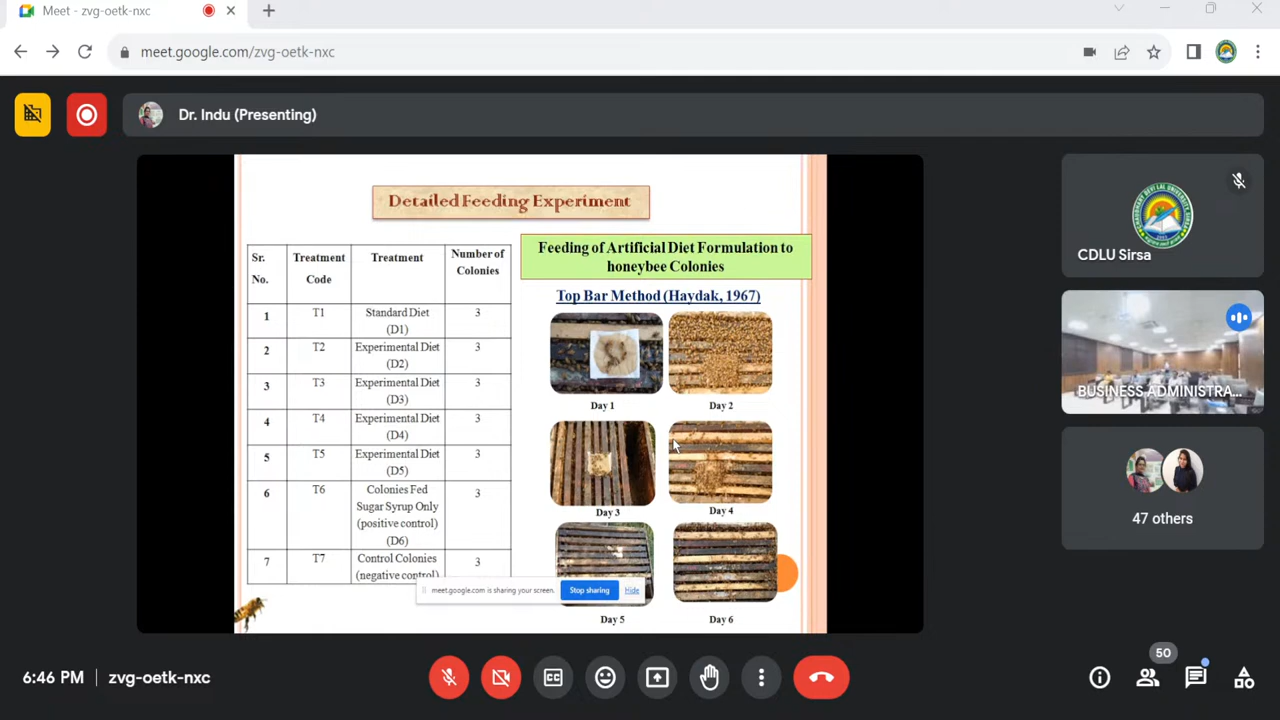 Meet - zvg-oetk-nxc
meet.google.com/zvg-oetk-nxc
Dr. Indu (Presenting)
Detailed Feeding Experiment
Sr. No. Treatment Code Treatment Number of Colonies
1 T1 Standard Diet (D1) 3
2 T2 Experimental Diet (D2) 3
3 T3 Experimental Diet (D3) 3
4 T4 Experimental Diet (D4) 3
5 T5 Experimental Diet (D5) 3
6 T6 Colonies Fed Sugar Syrup Only (positive control) (D6) 3
7 T7 Control Colonies (negative control) 3
Feeding of Artificial Diet Formulation to
honeybee Colonies
Top Bar Method (Haydak, 1967)
Day 1
Day 2
Day 3
Day 4
Day 5
Day 6
meet.google.com is sharing your screen.
Stop sharing
Hide
CDLU Sirsa
BUSINESS ADMINISTRA...
47 others
6:46 PM | zvg-oetk-nxc
50